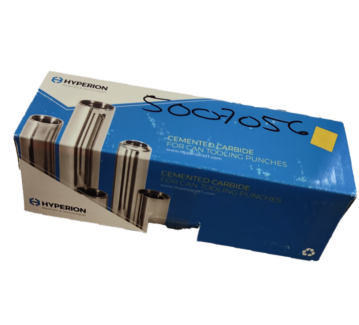 HYPERION
5007056
CEMENTED CARBIDE
FOR CAN TOOLING PUNCHES
CEMENTED CARBIDE
FOR CAN TOOLING PUNCHES
HYPERION